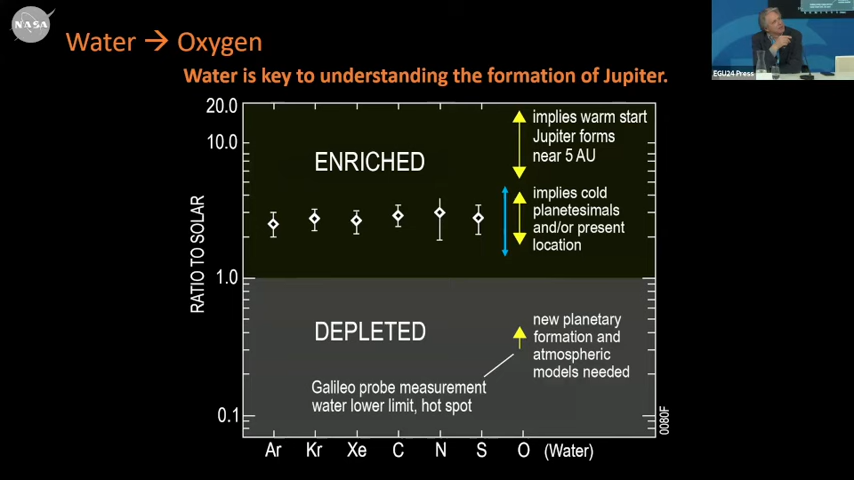 NASA
Water → Oxygen
EGU24 Press
Water is key to understanding the formation of Jupiter.
20.0
10.0
1.0
0.1
RATIO TO SOLAR
ENRICHED
implies warm start
Jupiter forms
near 5 AU
implies cold
planetesimals
and/or present
location
DEPLETED
new planetary
formation and
atmospheric
models needed
Galileo probe measurement
water lower limit, hot spot
0080F
Ar Kr Xe C N S O (Water)